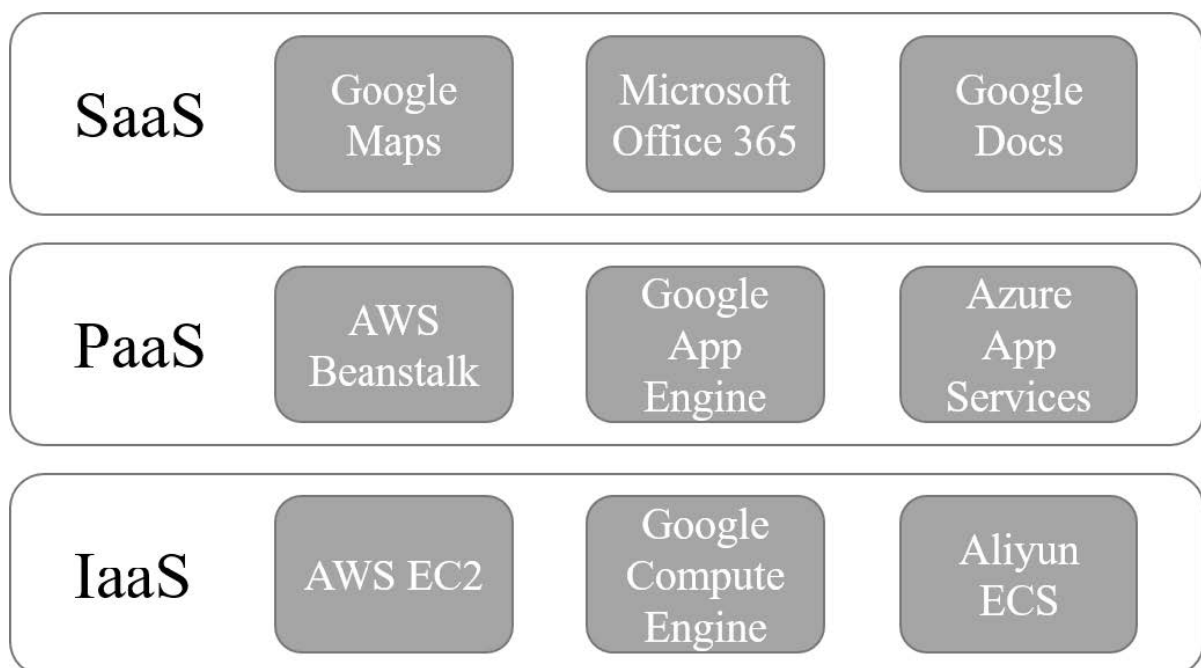 SaaS
Google
Maps
Microsoft
Office 365
Google
Docs
PaaS
AWS
Beanstalk
Google
App
Engine
Azure
App
Services
IaaS
AWS EC2
Google
Compute
Engine
Aliyun
ECS